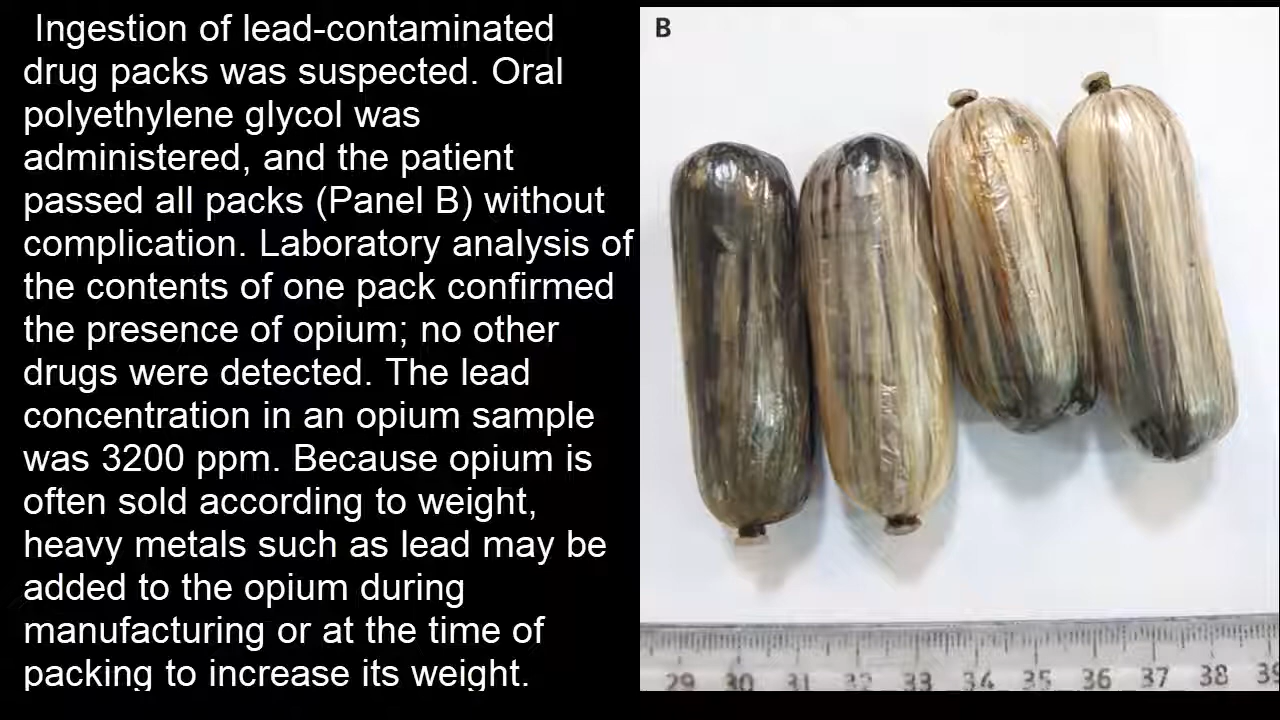 Ingestion of lead-contaminated
drug packs was suspected. Oral
polyethylene glycol was
administered, and the patient
passed all packs (Panel B) without
complication. Laboratory analysis of
the contents of one pack confirmed
the presence of opium; no other
drugs were detected. The lead
concentration in an opium sample
was 3200 ppm. Because opium is
often sold according to weight,
heavy metals such as lead may be
added to the opium during
manufacturing or at the time of
packing to increase its weight.
B
29 30 31 32 33 34 35 36 37 38 39